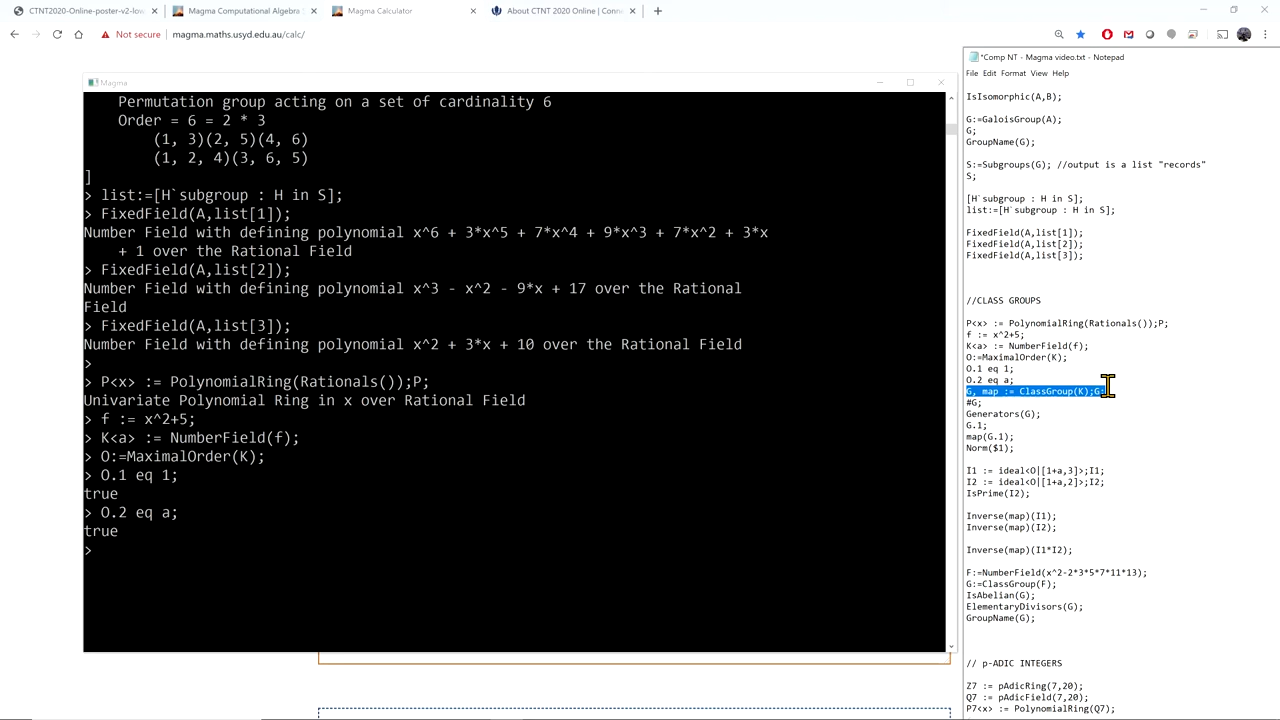 CTNT2020-Online-poster-v2-low
Magma Computational Algebra S
Magma Calculator
About CTNT 2020 Online | Conn
Not secure
magma.maths.usyd.edu.au/calc/
Magma
Permutation group acting on a set of cardinality 6
Order = 6 = 2 * 3
(1, 3)(2, 5)(4, 6)
(1, 2, 4)(3, 6, 5)
]
> list:=[H`subgroup : H in S];
> FixedField(A,list[1]);
Number Field with defining polynomial x^6 + 3*x^5 + 7*x^4 + 9*x^3 + 7*x^2 + 3*x
+ 1 over the Rational Field
> FixedField(A,list[2]);
Number Field with defining polynomial x^3 - x^2 - 9*x + 17 over the Rational
Field
> FixedField(A,list[3]);
Number Field with defining polynomial x^2 + 3*x + 10 over the Rational Field
>
> P<x> := PolynomialRing(Rationals());P;
Univariate Polynomial Ring in x over Rational Field
> f := x^2+5;
> K<a> := NumberField(f);
> O:=MaximalOrder(K);
> O.1 eq 1;
true
> O.2 eq a;
true
>
*Comp NT - Magma video.txt - Notepad
File Edit Format View Help
IsIsomorphic(A,B);
G:=GaloisGroup(A);
G;
GroupName(G);
S:=Subgroups(G); //output is a list "records"
S;
[H`subgroup : H in S];
list:=[H`subgroup : H in S];
FixedField(A,list[1]);
FixedField(A,list[2]);
FixedField(A,list[3]);
//CLASS GROUPS
P<x> := PolynomialRing(Rationals());P;
f := x^2+5;
K<a> := NumberField(f);
O:=MaximalOrder(K);
O.1 eq 1;
O.2 eq a;
G, map := ClassGroup(K);G;
#G;
Generators(G);
G.1;
map(G.1);
Norm($1);
I1 := ideal<O|[1+a,3]>;I1;
I2 := ideal<O|[1+a,2]>;I2;
IsPrime(I2);
Inverse(map)(I1);
Inverse(map)(I2);
Inverse(map)(I1*I2);
F:=NumberField(x^2-2*3*5*7*11*13);
G:=ClassGroup(F);
IsAbelian(G);
ElementaryDivisors(G);
GroupName(G);
// p-ADIC INTEGERS
Z7 := pAdicRing(7,20);
Q7 := pAdicField(7,20);
P7<x> := PolynomialRing(Q7);